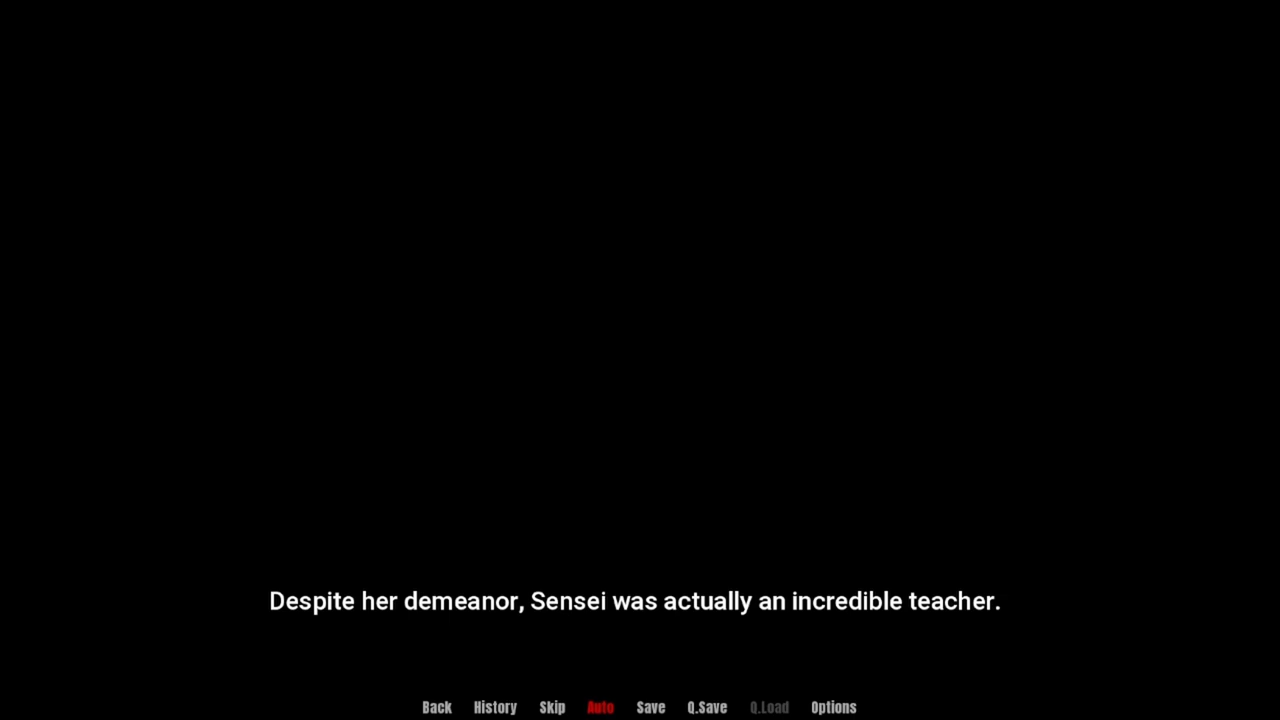 Despite her demeanor, Sensei was actually an incredible teacher.
Back History Skip Auto Save Q.Save Q.Load Options